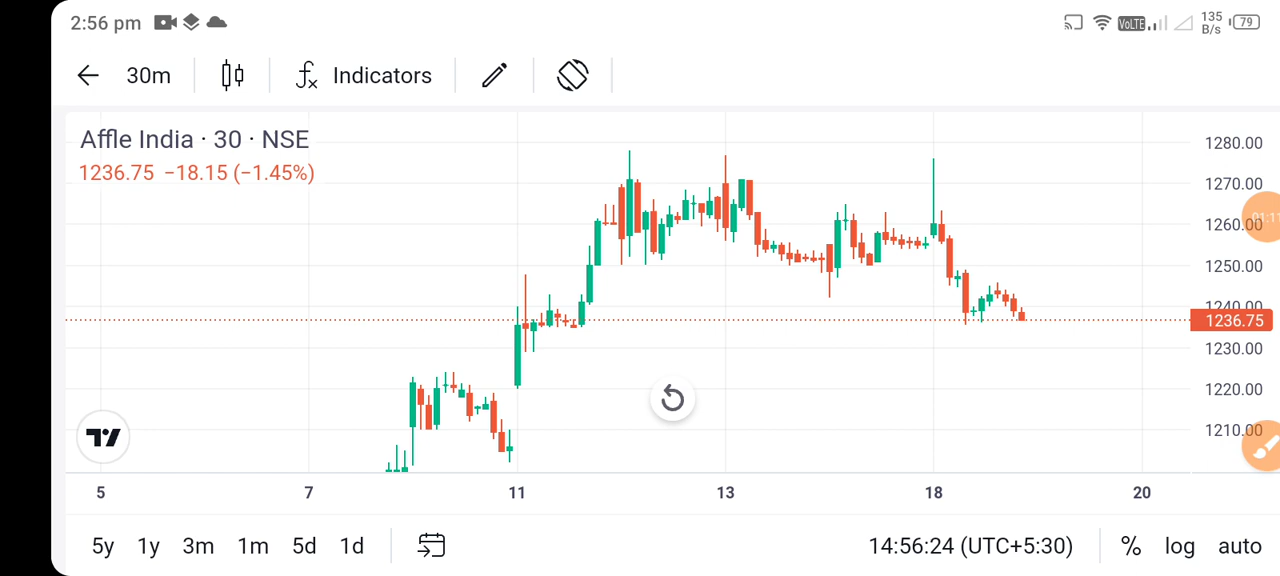 2:56 pm
VoLTE
135
B/s
79
30m
Indicators
Affle India · 30 · NSE
1236.75 −18.15 (−1.45%)
1280.00
1270.00
1260.00
1250.00
1240.00
1236.75
1230.00
1220.00
1210.00
5 7 11 13 18 20
5y 1y 3m 1m 5d 1d
14:56:24 (UTC+5:30)
% log auto